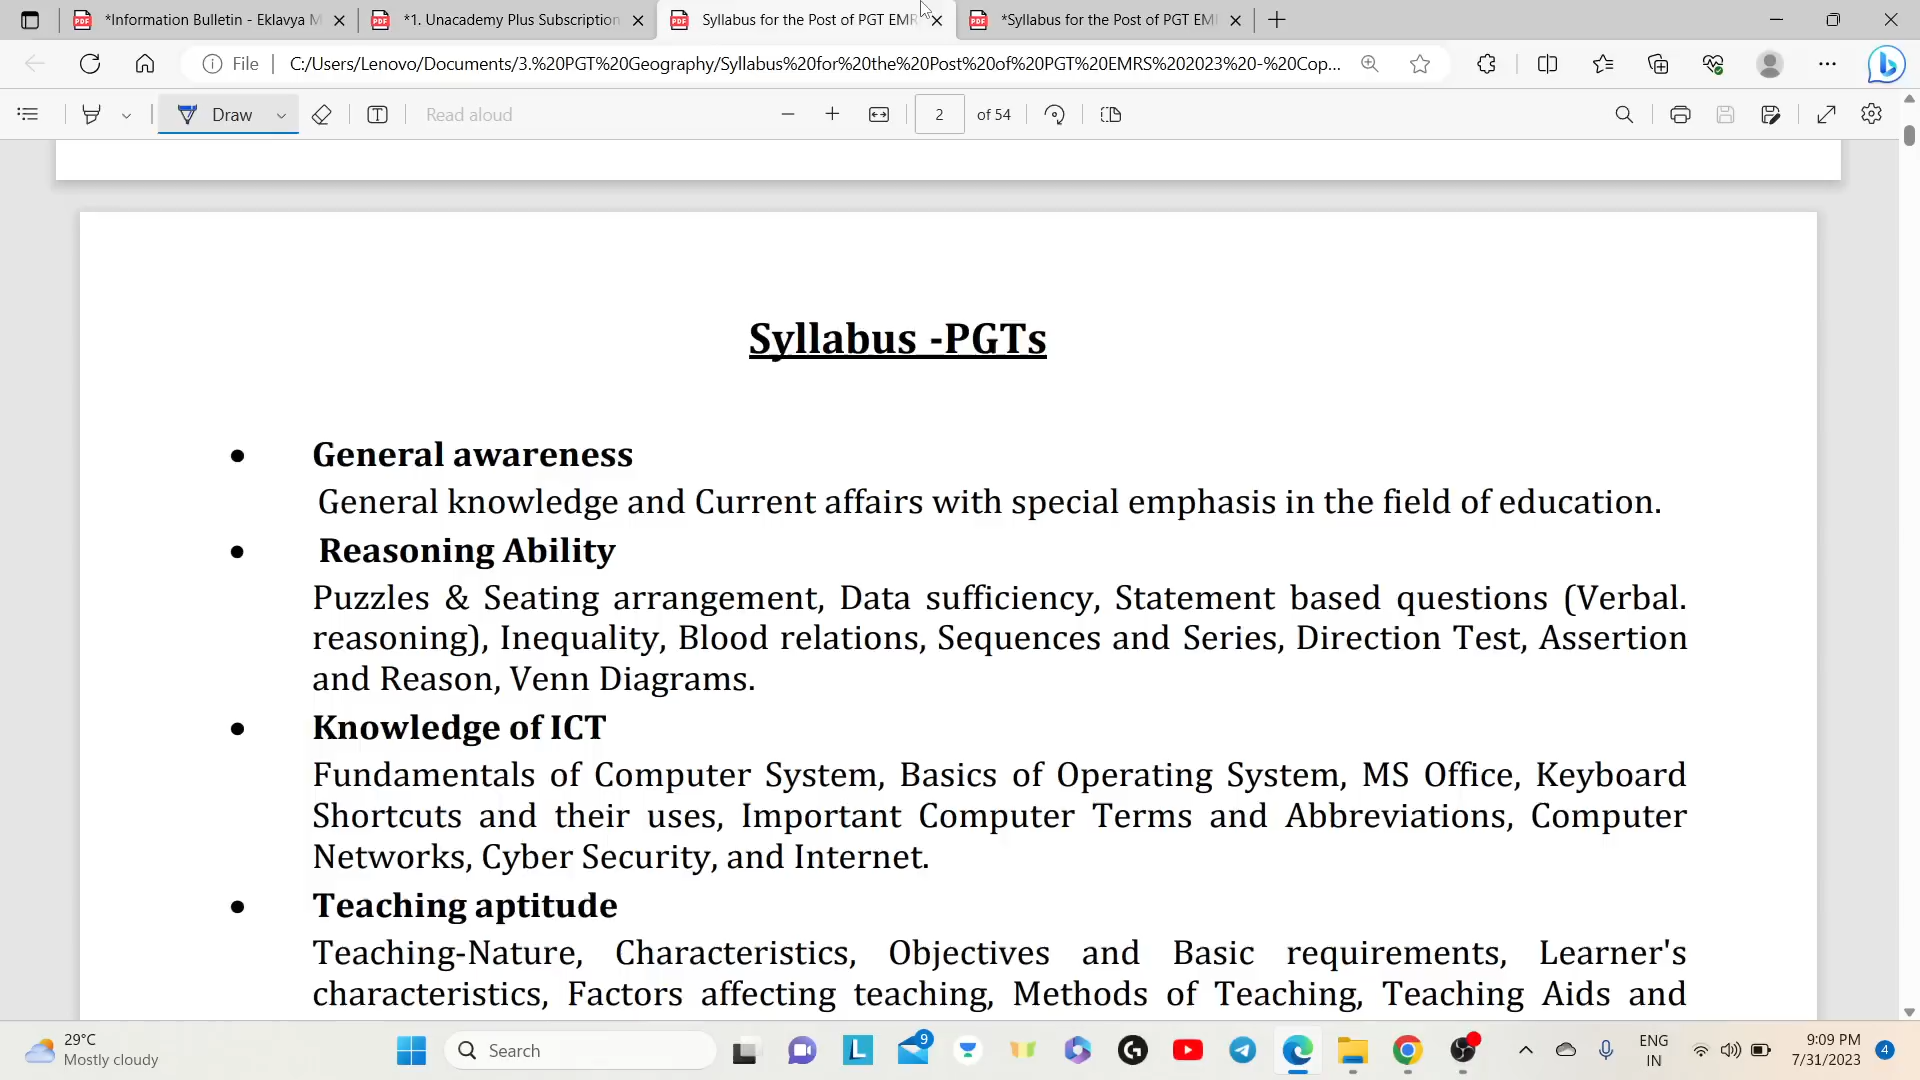 *Information Bulletin - Eklavya M
*1. Unacademy Plus Subscription
Syllabus for the Post of PGT EMR
*Syllabus for the Post of PGT EM
File
C:/Users/Lenovo/Documents/3.%20PGT%20Geography/Syllabus%20for%20the%20Post%20of%20PGT%20EMRS%202023%20-%20Cop...
Draw
Read aloud
2
of 54
Syllabus -PGTs
• General awareness
General knowledge and Current affairs with special emphasis in the field of education.
• Reasoning Ability
Puzzles & Seating arrangement, Data sufficiency, Statement based questions (Verbal.
reasoning), Inequality, Blood relations, Sequences and Series, Direction Test, Assertion
and Reason, Venn Diagrams.
• Knowledge of ICT
Fundamentals of Computer System, Basics of Operating System, MS Office, Keyboard
Shortcuts and their uses, Important Computer Terms and Abbreviations, Computer
Networks, Cyber Security, and Internet.
• Teaching aptitude
Teaching-Nature, Characteristics, Objectives and Basic requirements, Learner's
characteristics, Factors affecting teaching, Methods of Teaching, Teaching Aids and
29°C
Mostly cloudy
Search
9
ENG
IN
9:09 PM
7/31/2023
4